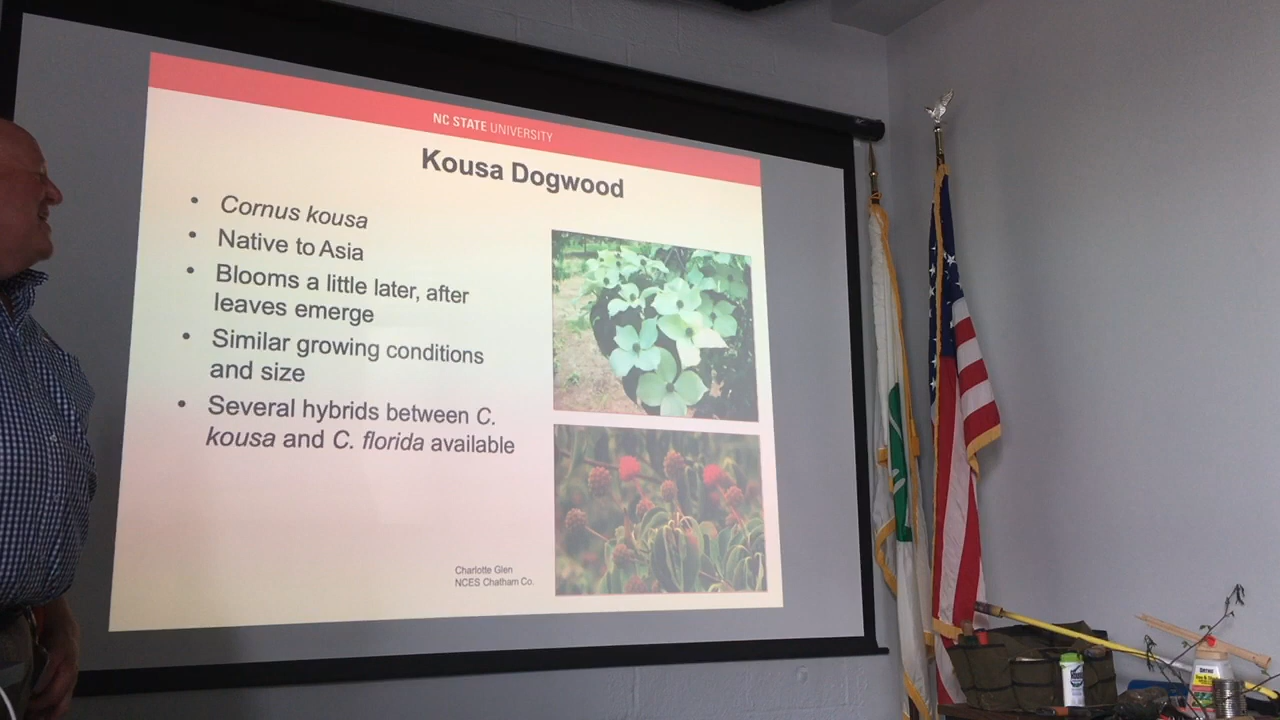 NC STATE UNIVERSITY
Kousa Dogwood
• Cornus kousa
• Native to Asia
• Blooms a little later, after
leaves emerge
• Similar growing conditions
and size
• Several hybrids between C.
kousa and C. florida available
Charlotte Glen
NCES Chatham Co.